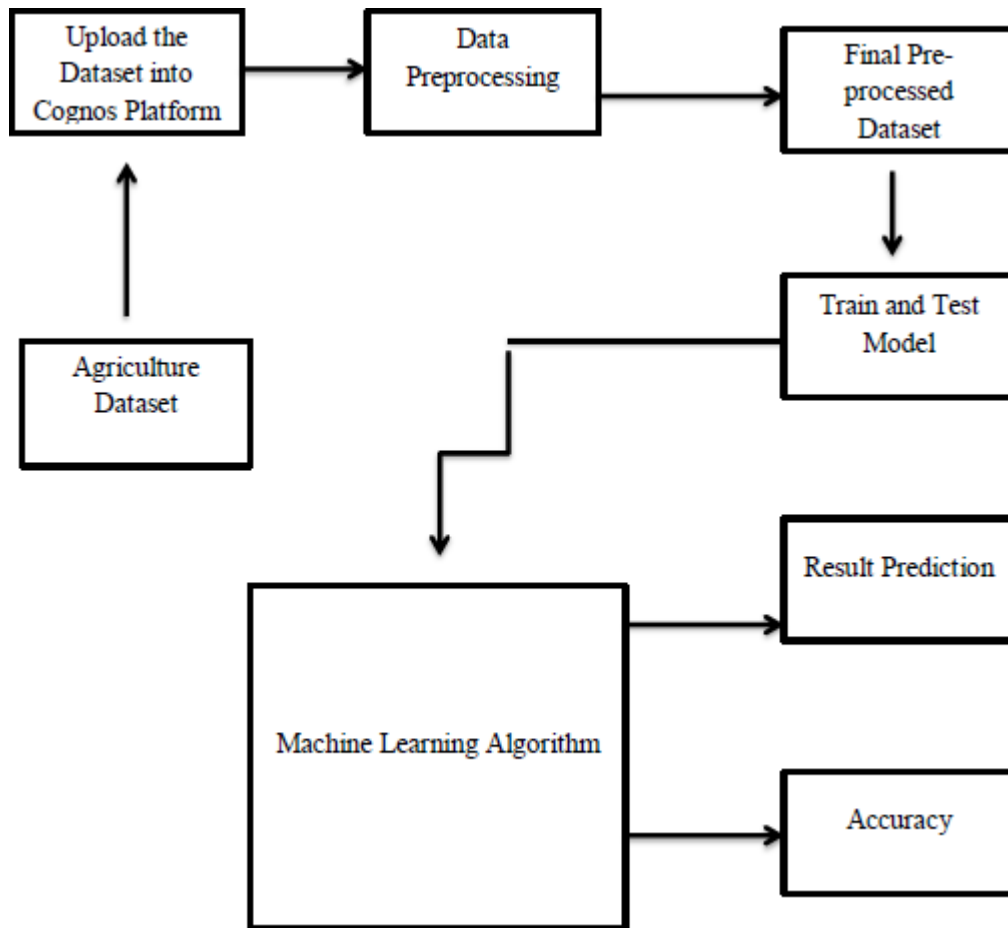 Upload the
Dataset into
Cognos Platform
Data
Preprocessing
Final Pre-
processed
Dataset
Agriculture
Dataset
Train and Test
Model
Result Prediction
Machine Learning Algorithm
Accuracy